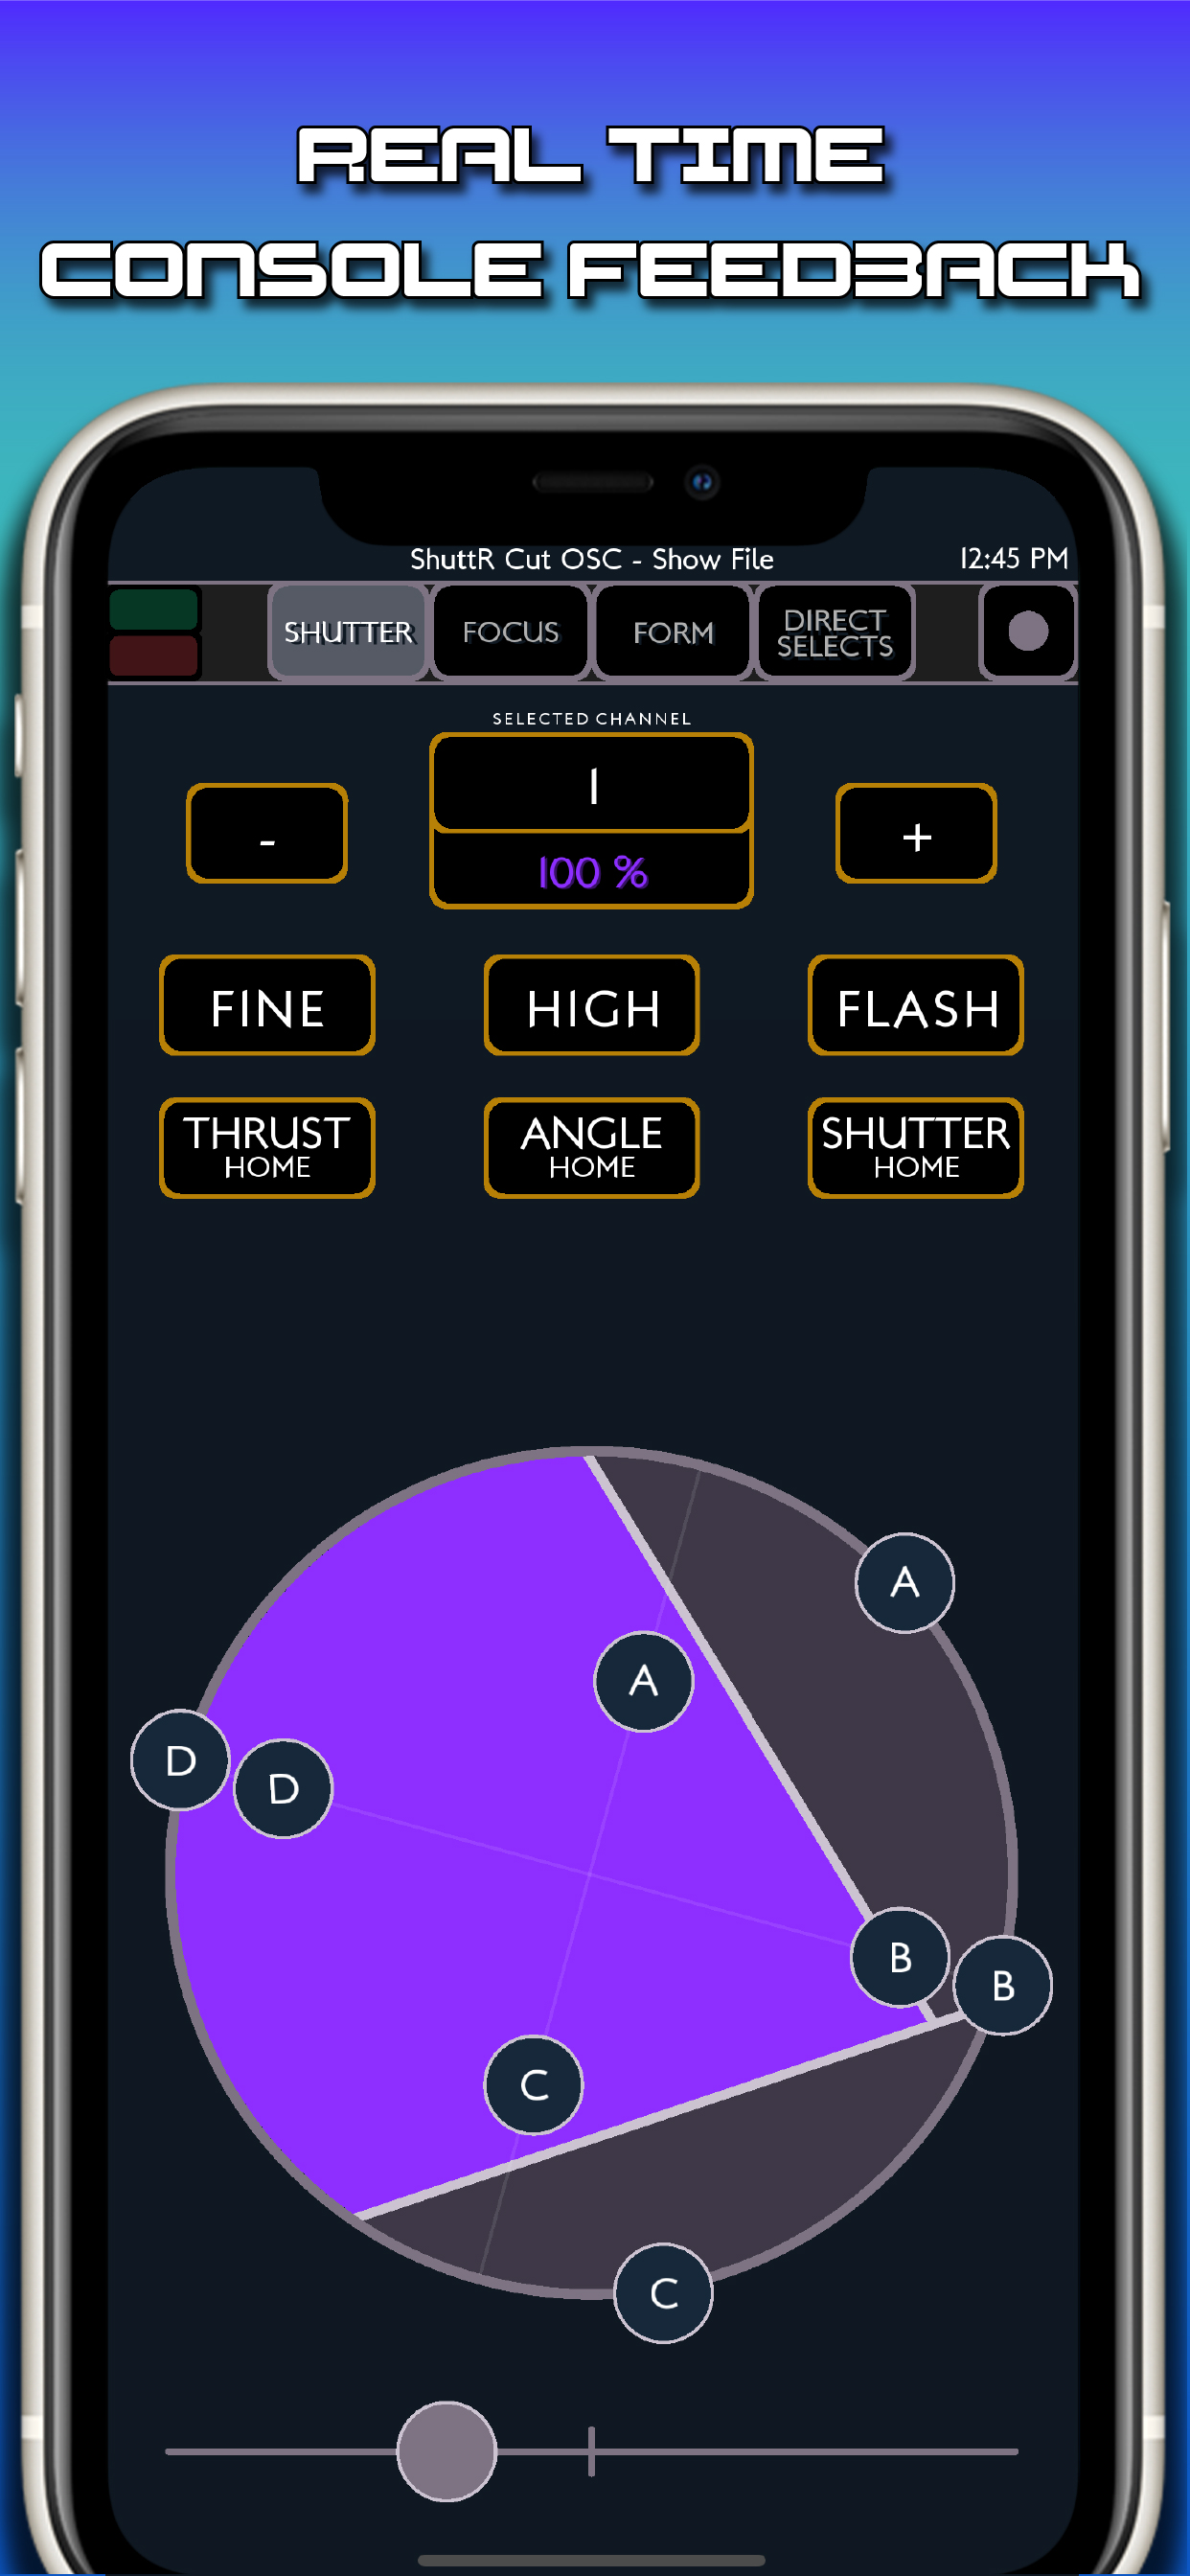 REAL TIME
CONSOLE FEEDBACK
ShuttR Cut OSC - Show File
12:45 PM
SHUTTER
FOCUS
FORM
DIRECT
SELECTS
SELECTED CHANNEL
-
1
+
100 %
FINE
HIGH
FLASH
THRUST
HOME
ANGLE
HOME
SHUTTER
HOME
A
A
D
D
B
B
C
C